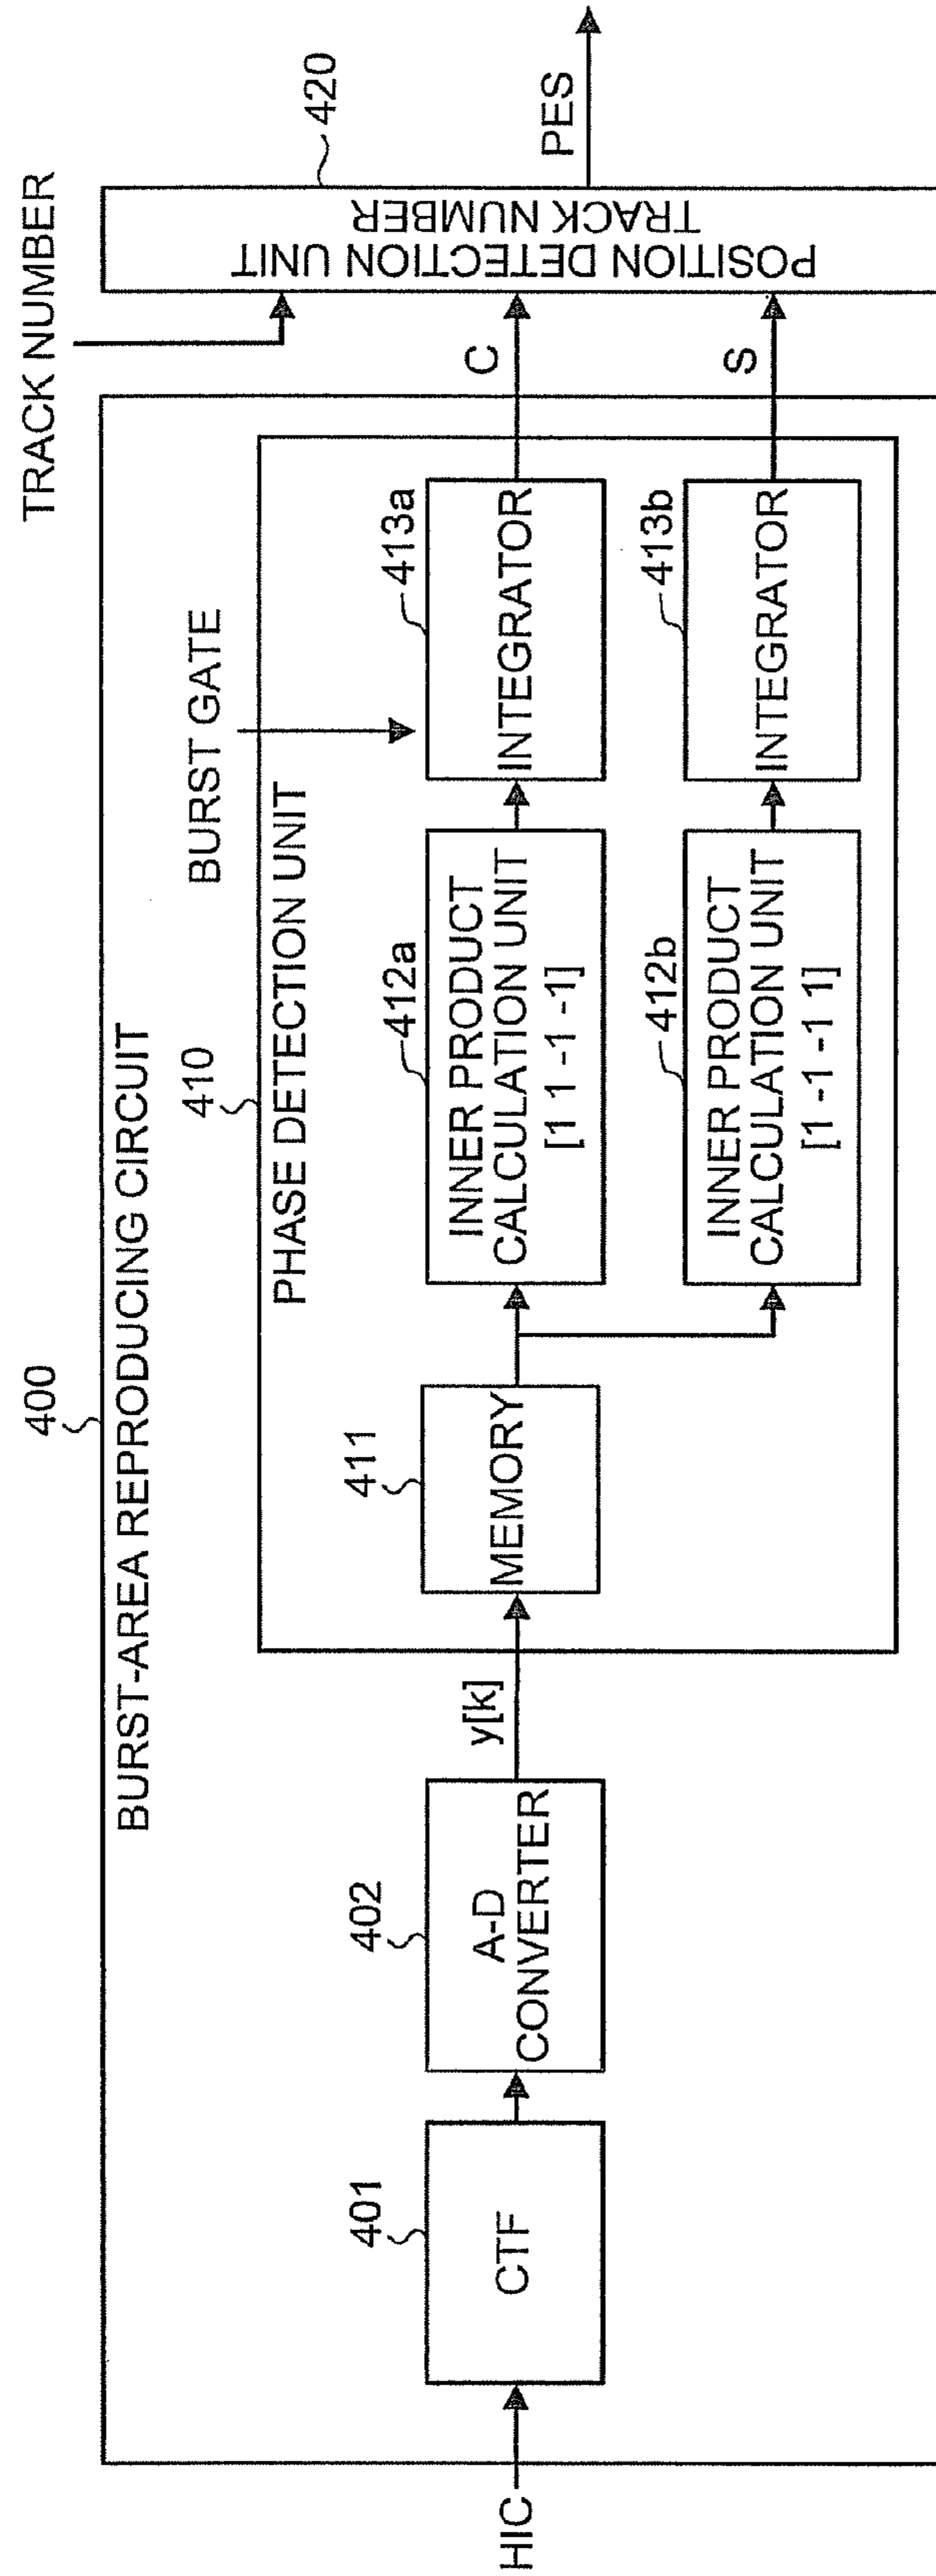 400
BURST-AREA REPRODUCING CIRCUIT
TRACK NUMBER
BURST GATE
410
PHASE DETECTION UNIT
HIC
401
CTF
402
A-D
CONVERTER
y[k]
411
MEMORY
412a
INNER PRODUCT
CALCULATION UNIT
[1 1 -1 -1]
413a
INTEGRATOR
C
412b
INNER PRODUCT
CALCULATION UNIT
[1 -1 -1 1]
413b
INTEGRATOR
S
420
POSITION DETECTION UNIT
TRACK NUMBER
PES